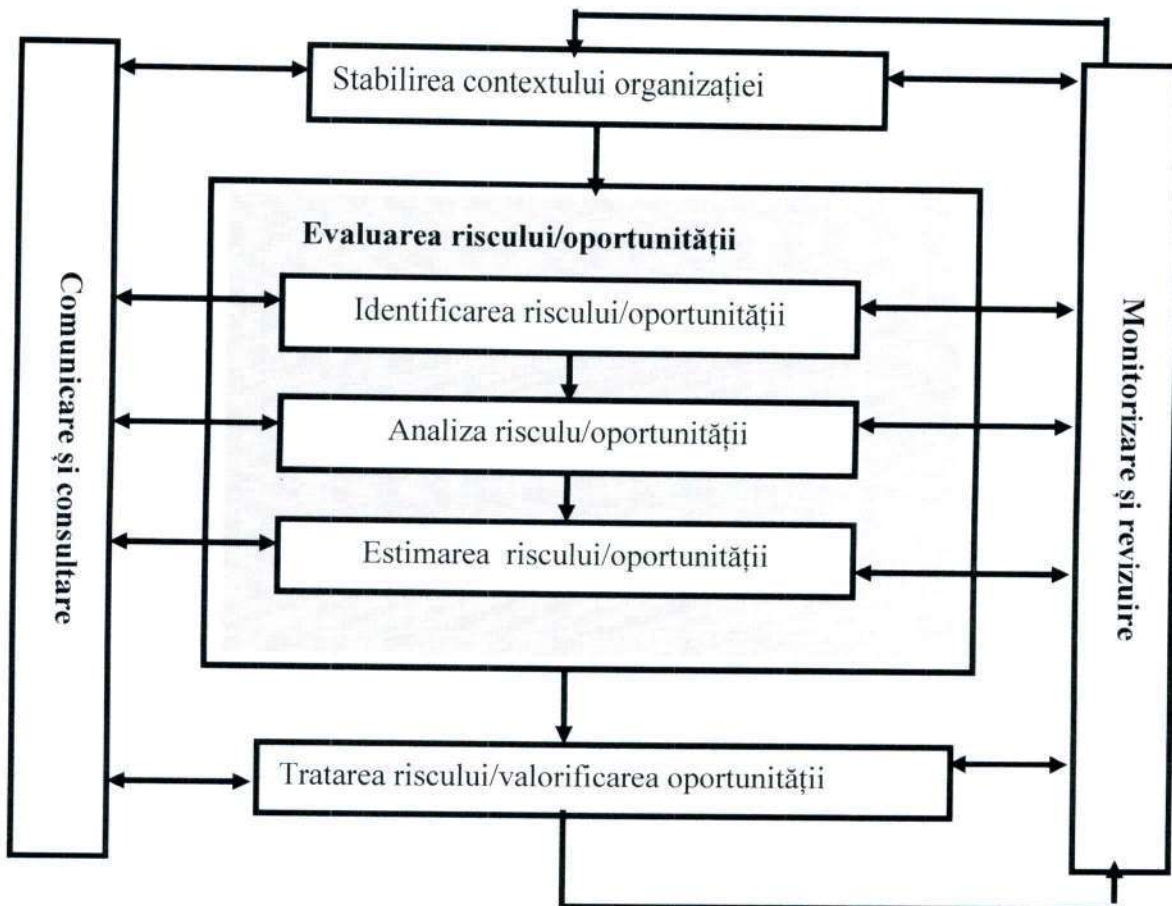 Stabilirea contextului organizației
Evaluarea riscului/oportunității
Identificarea riscului/oportunității
Analiza risculu/oportunității
Estimarea riscului/oportunității
Tratarea riscului/valorificarea oportunității
Comunicare și consultare
Monitorizare și revizuire